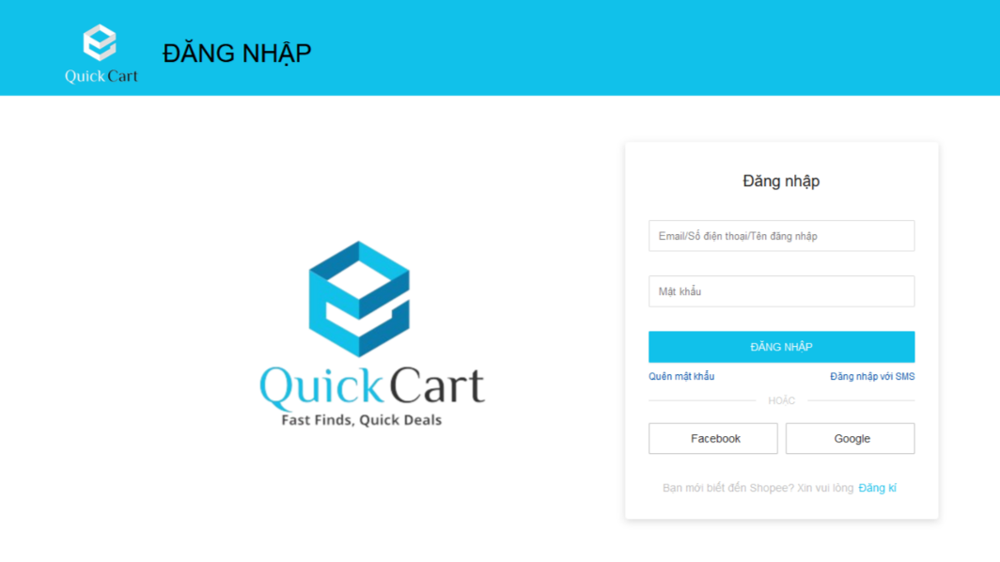 QuickCart
ĐĂNG NHẬP
QuickCart
Fast Finds, Quick Deals
Đăng nhập
Email/Số điện thoại/Tên đăng nhập
Mật khẩu
ĐĂNG NHẬP
Quên mật khẩu
Đăng nhập với SMS
HOẶC
Facebook
Google
Bạn mới biết đến Shopee? Xin vui lòng Đăng kí